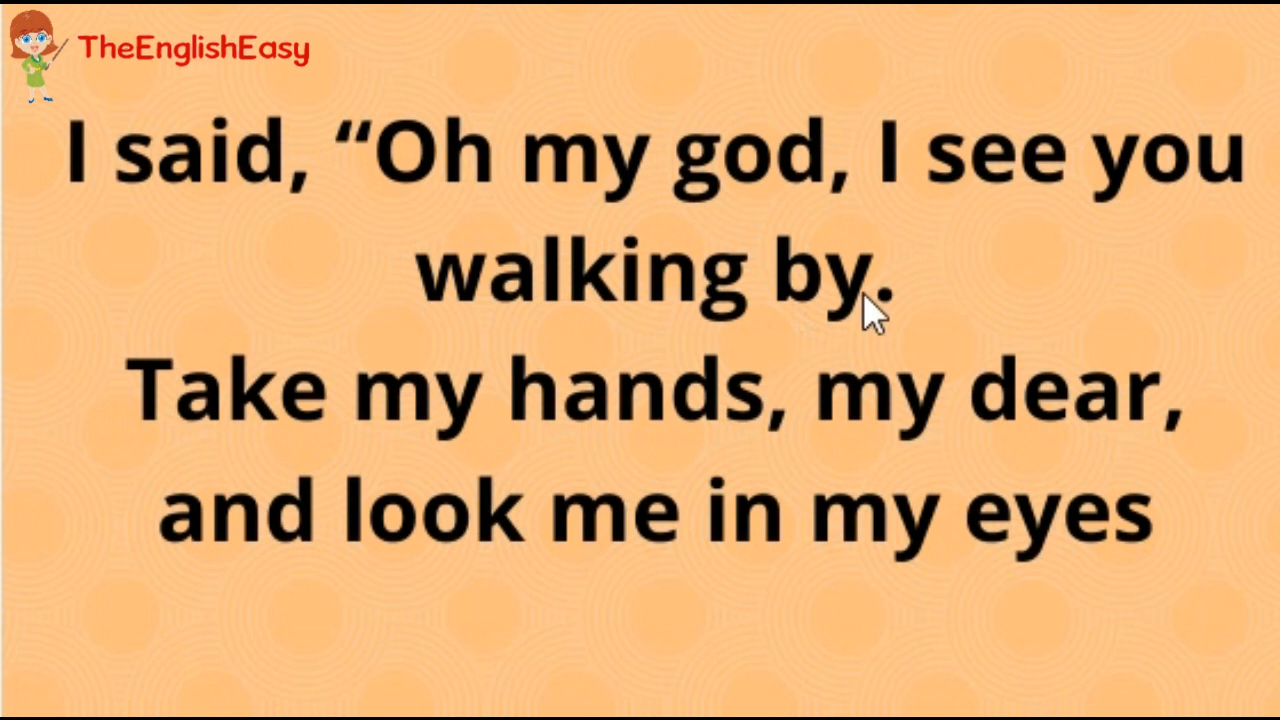 TheEnglishEasy
I said, “Oh my god, I see you
walking by.
Take my hands, my dear,
and look me in my eyes